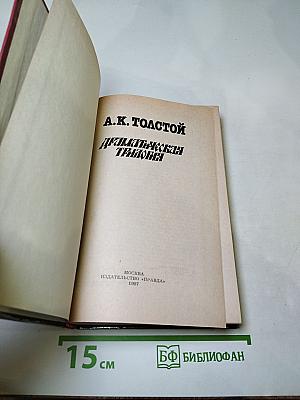 А.К. ТОЛСТОЙ
ДРАМАТИЧЕСКАЯ
ТРИЛОГИЯ
МОСКВА
ИЗДАТЕЛЬСТВО «ПРАВДА»
1987
15 см
БФ БИБЛИОФАН